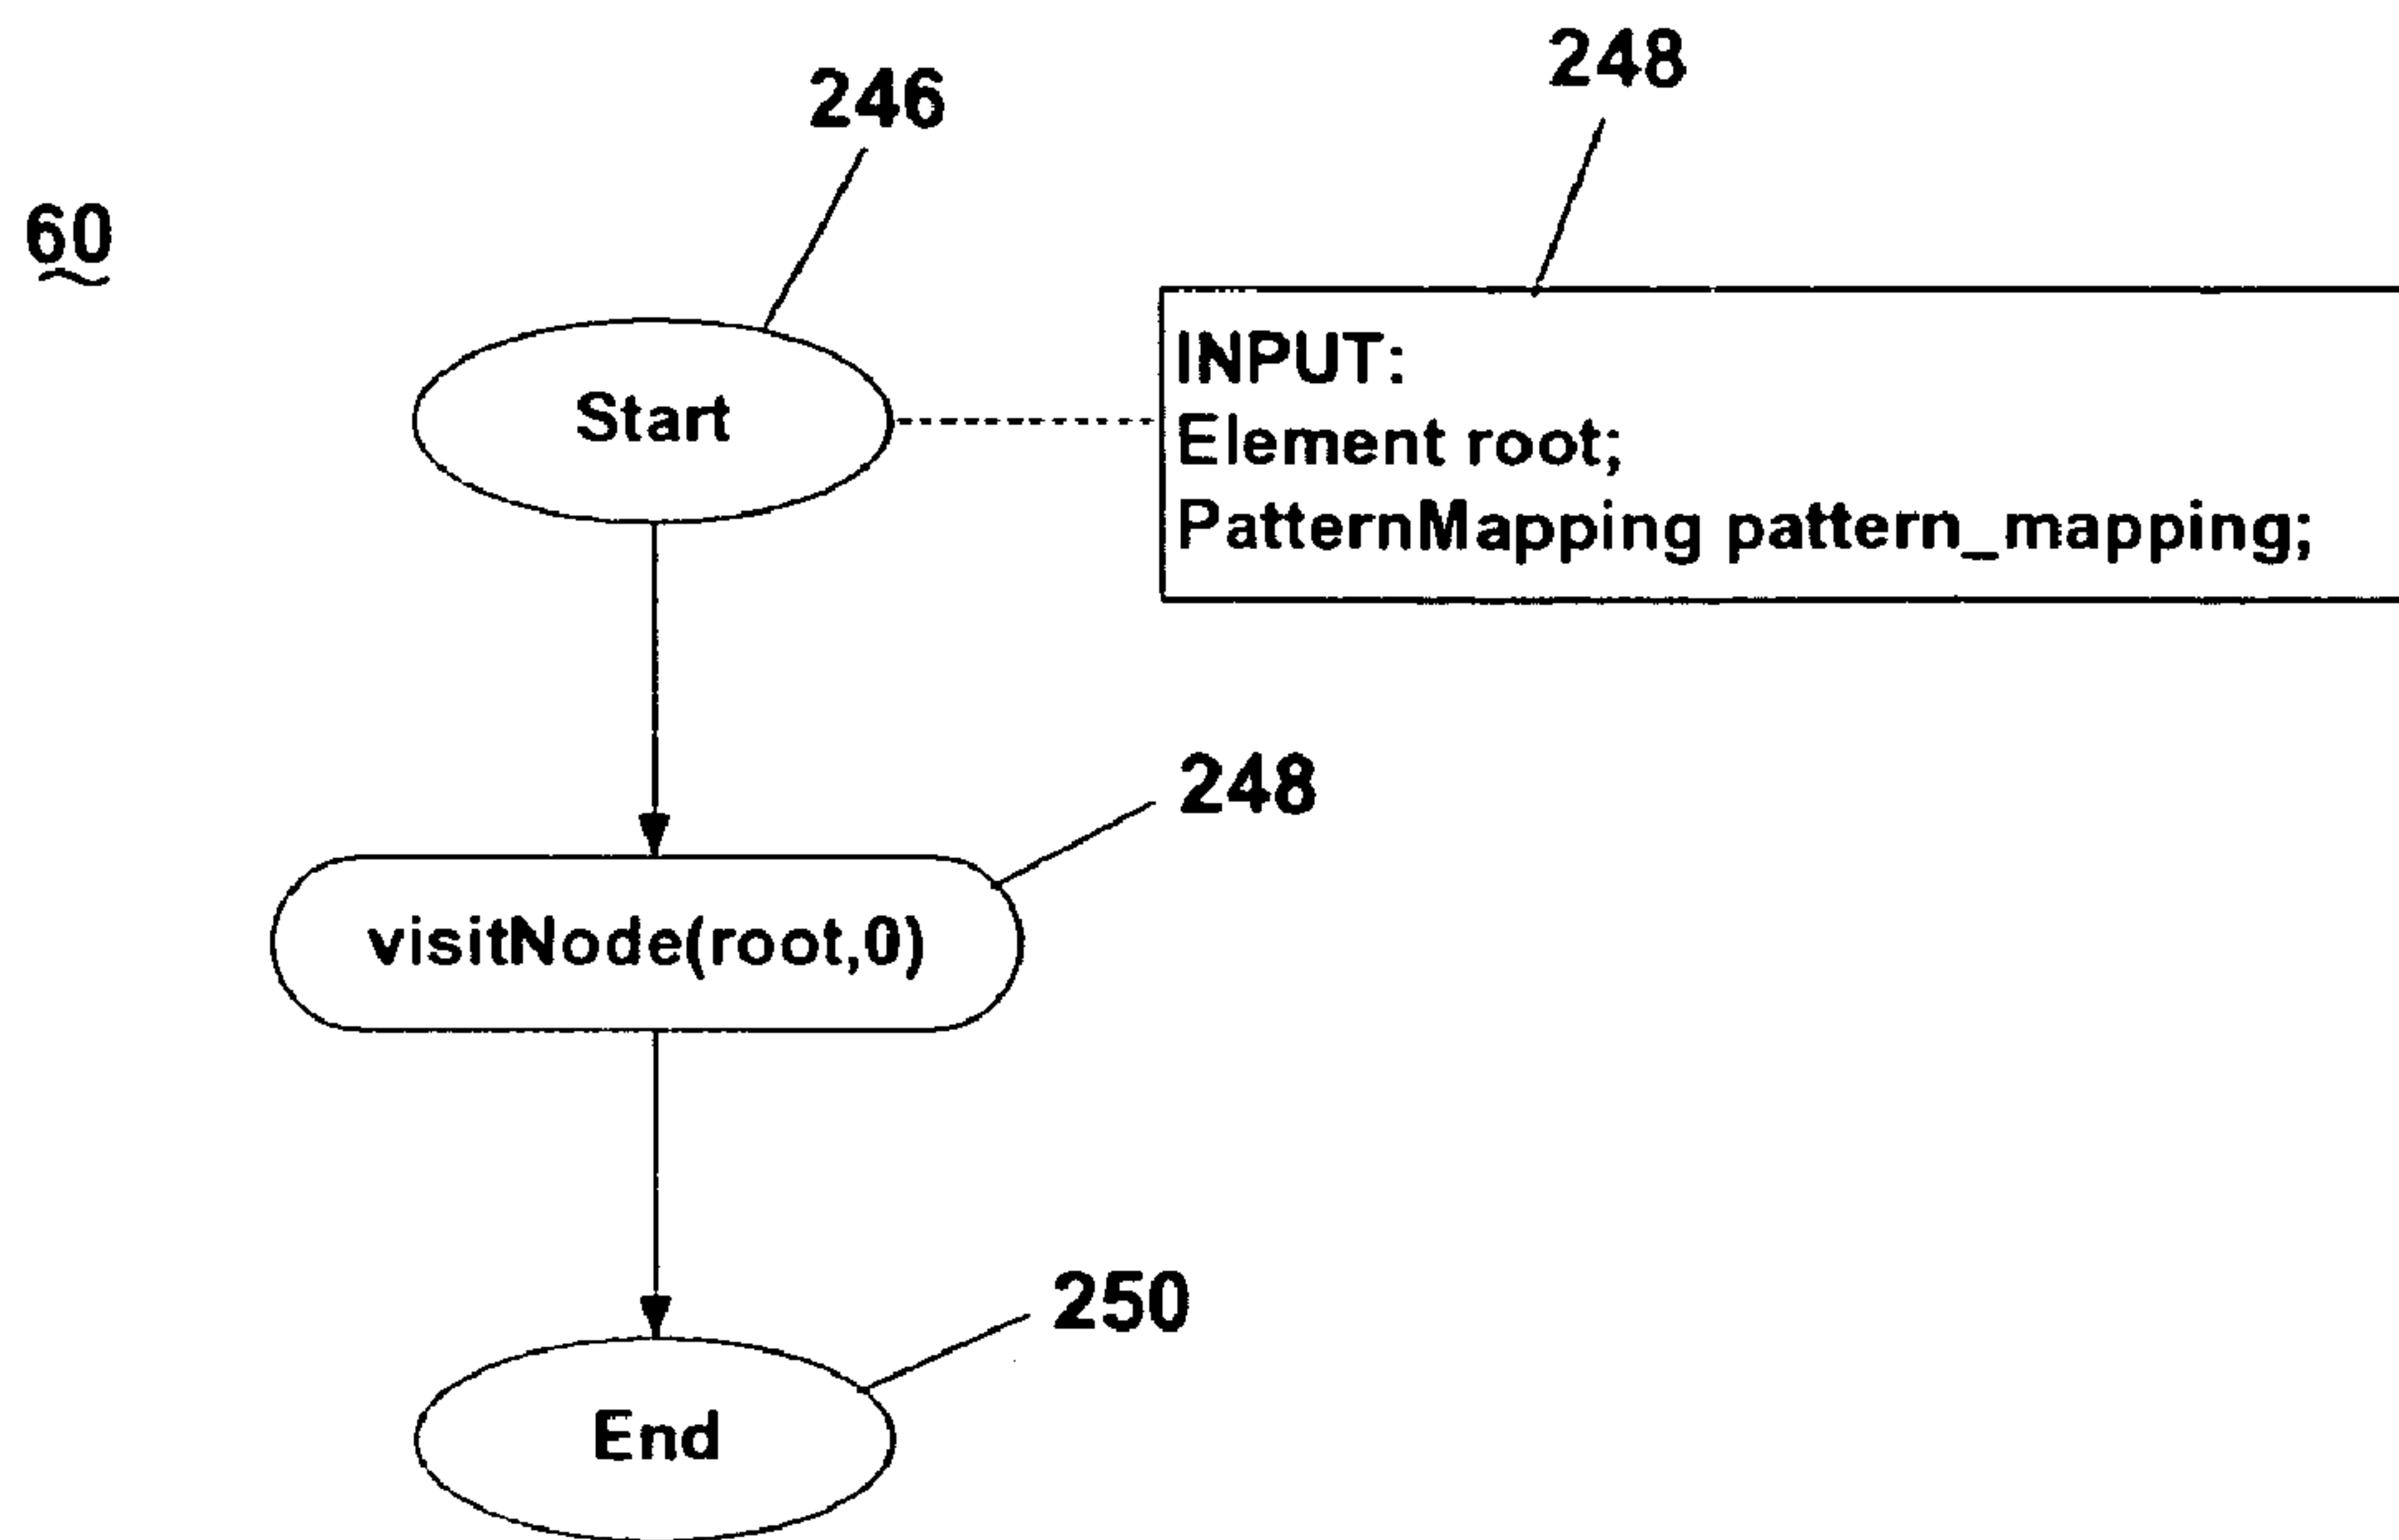 248
246
60
INPUT:
Element root;
PatternMapping pattern_mapping;
Start
248
visitNode(root,0)
250
End